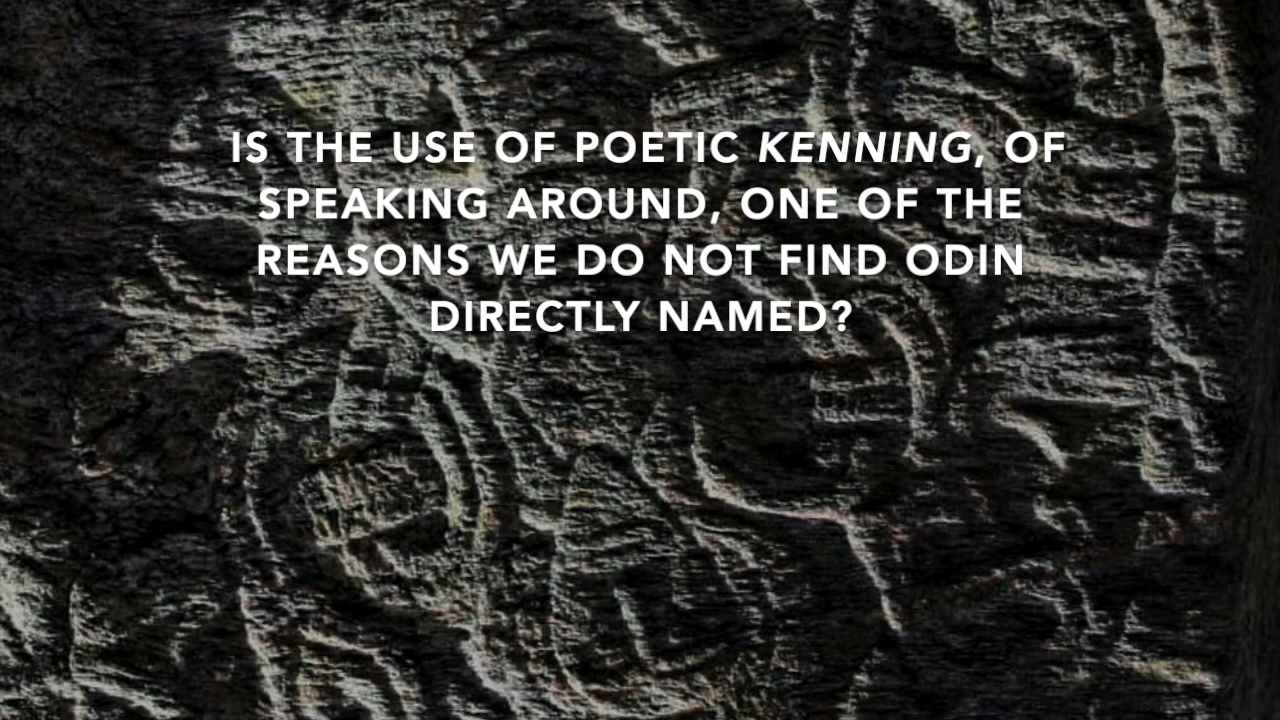 IS THE USE OF POETIC KENNING, OF
SPEAKING AROUND, ONE OF THE
REASONS WE DO NOT FIND ODIN
DIRECTLY NAMED?